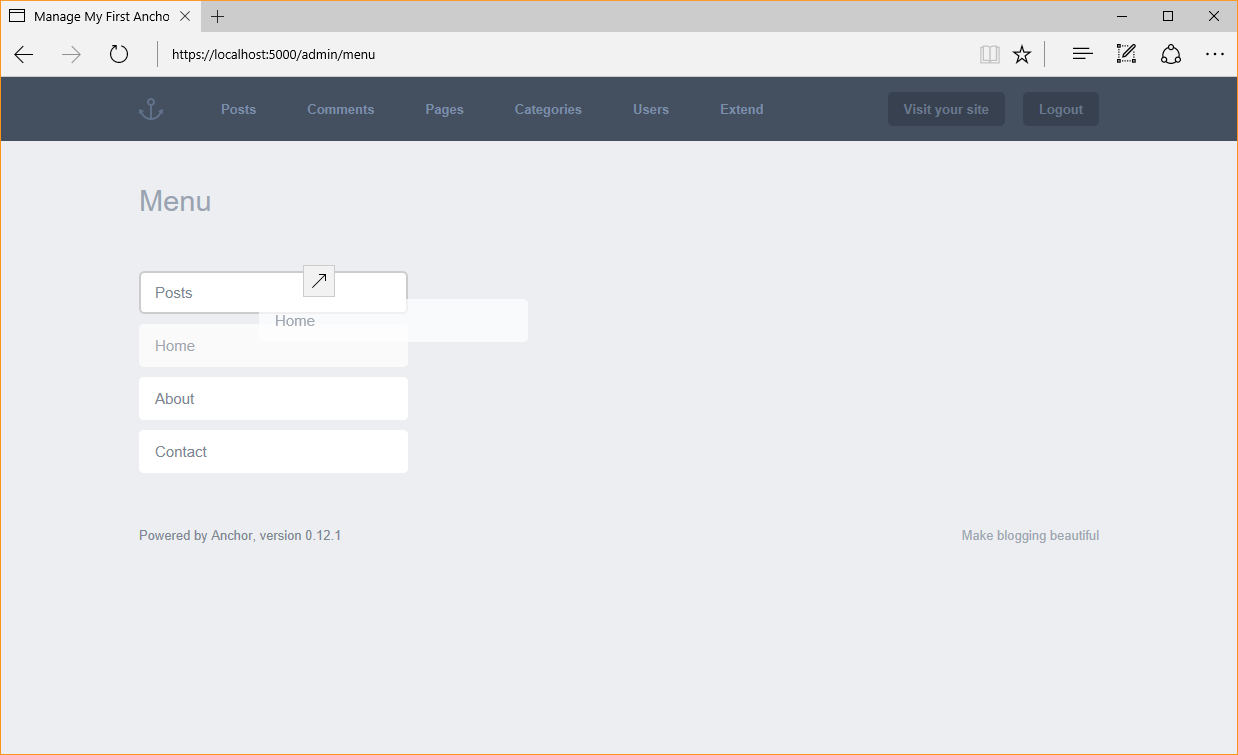 Manage My First Ancho
https://localhost:5000/admin/menu
Posts Comments Pages Categories Users Extend Visit your site Logout
Menu
Posts
Home
Home
About
Contact
Powered by Anchor, version 0.12.1 Make blogging beautiful